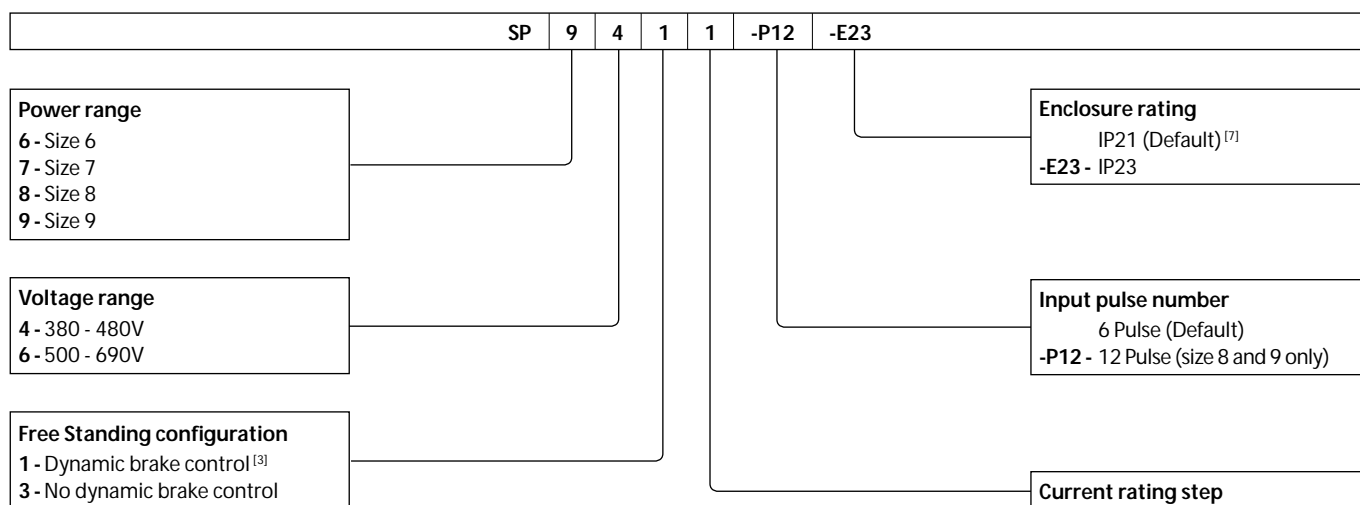 SP 9 4 1 1 -P12 -E23
Power range
6 - Size 6
7 - Size 7
8 - Size 8
9 - Size 9
Voltage range
4 - 380 - 480V
6 - 500 - 690V
Free Standing configuration
1 - Dynamic brake control [3]
3 - No dynamic brake control
Enclosure rating
IP21 (Default) [7]
-E23 - IP23
Input pulse number
6 Pulse (Default)
-P12 - 12 Pulse (size 8 and 9 only)
Current rating step